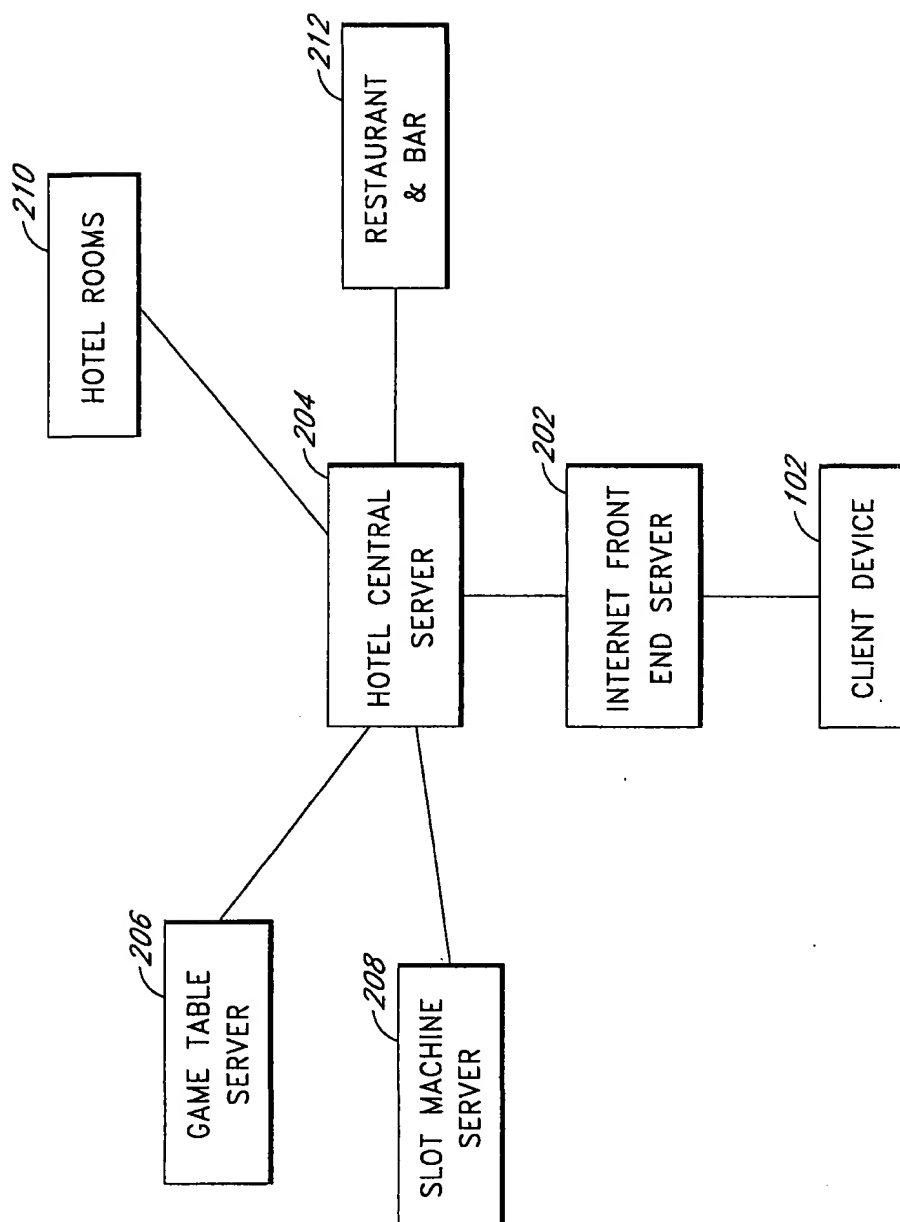 210
HOTEL ROOMS
212
RESTAURANT
& BAR
204
HOTEL CENTRAL
SERVER
202
INTERNET FRONT
END SERVER
102
CLIENT DEVICE
206
GAME TABLE
SERVER
208
SLOT MACHINE
SERVER